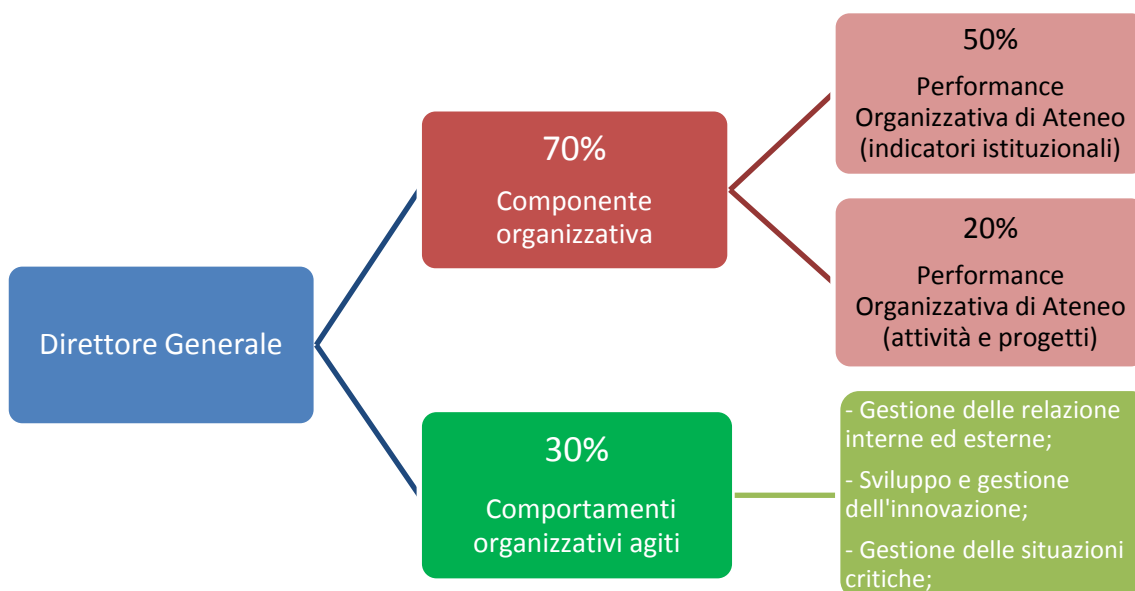 Direttore Generale
70%
Componente
organizzativa
30%
Comportamenti
organizzativi agiti
50%
Performance
Organizzativa di Ateneo
(indicatori istituzionali)
20%
Performance
Organizzativa di Ateneo
(attività e progetti)
- Gestione delle relazione
interne ed esterne;
- Sviluppo e gestione
dell'innovazione;
- Gestione delle situazioni
critiche;